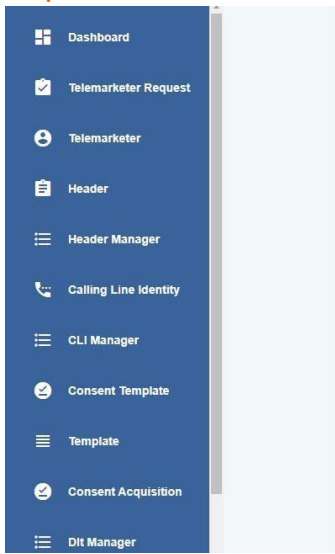 Dashboard
Telemarketer Request
Telemarketer
Header
Header Manager
Calling Line Identity
CLI Manager
Consent Template
Template
Consent Acquisition
Dlt Manager